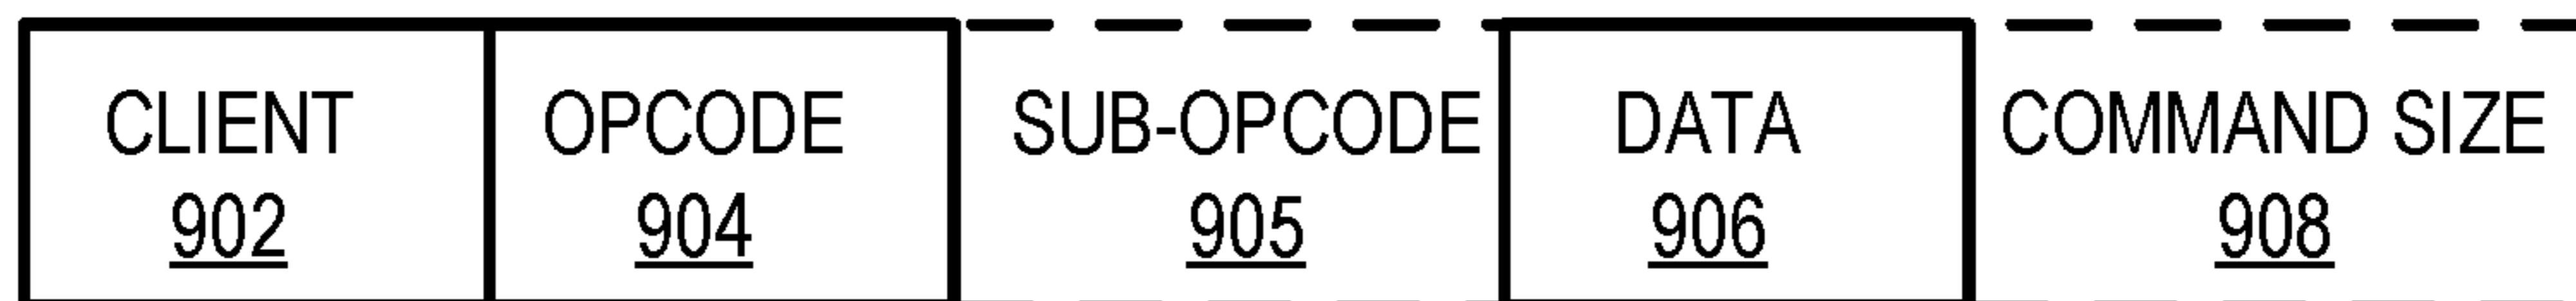 CLIENT OPCODE SUB-OPCODE DATA COMMAND SIZE
902 904 905 906 908